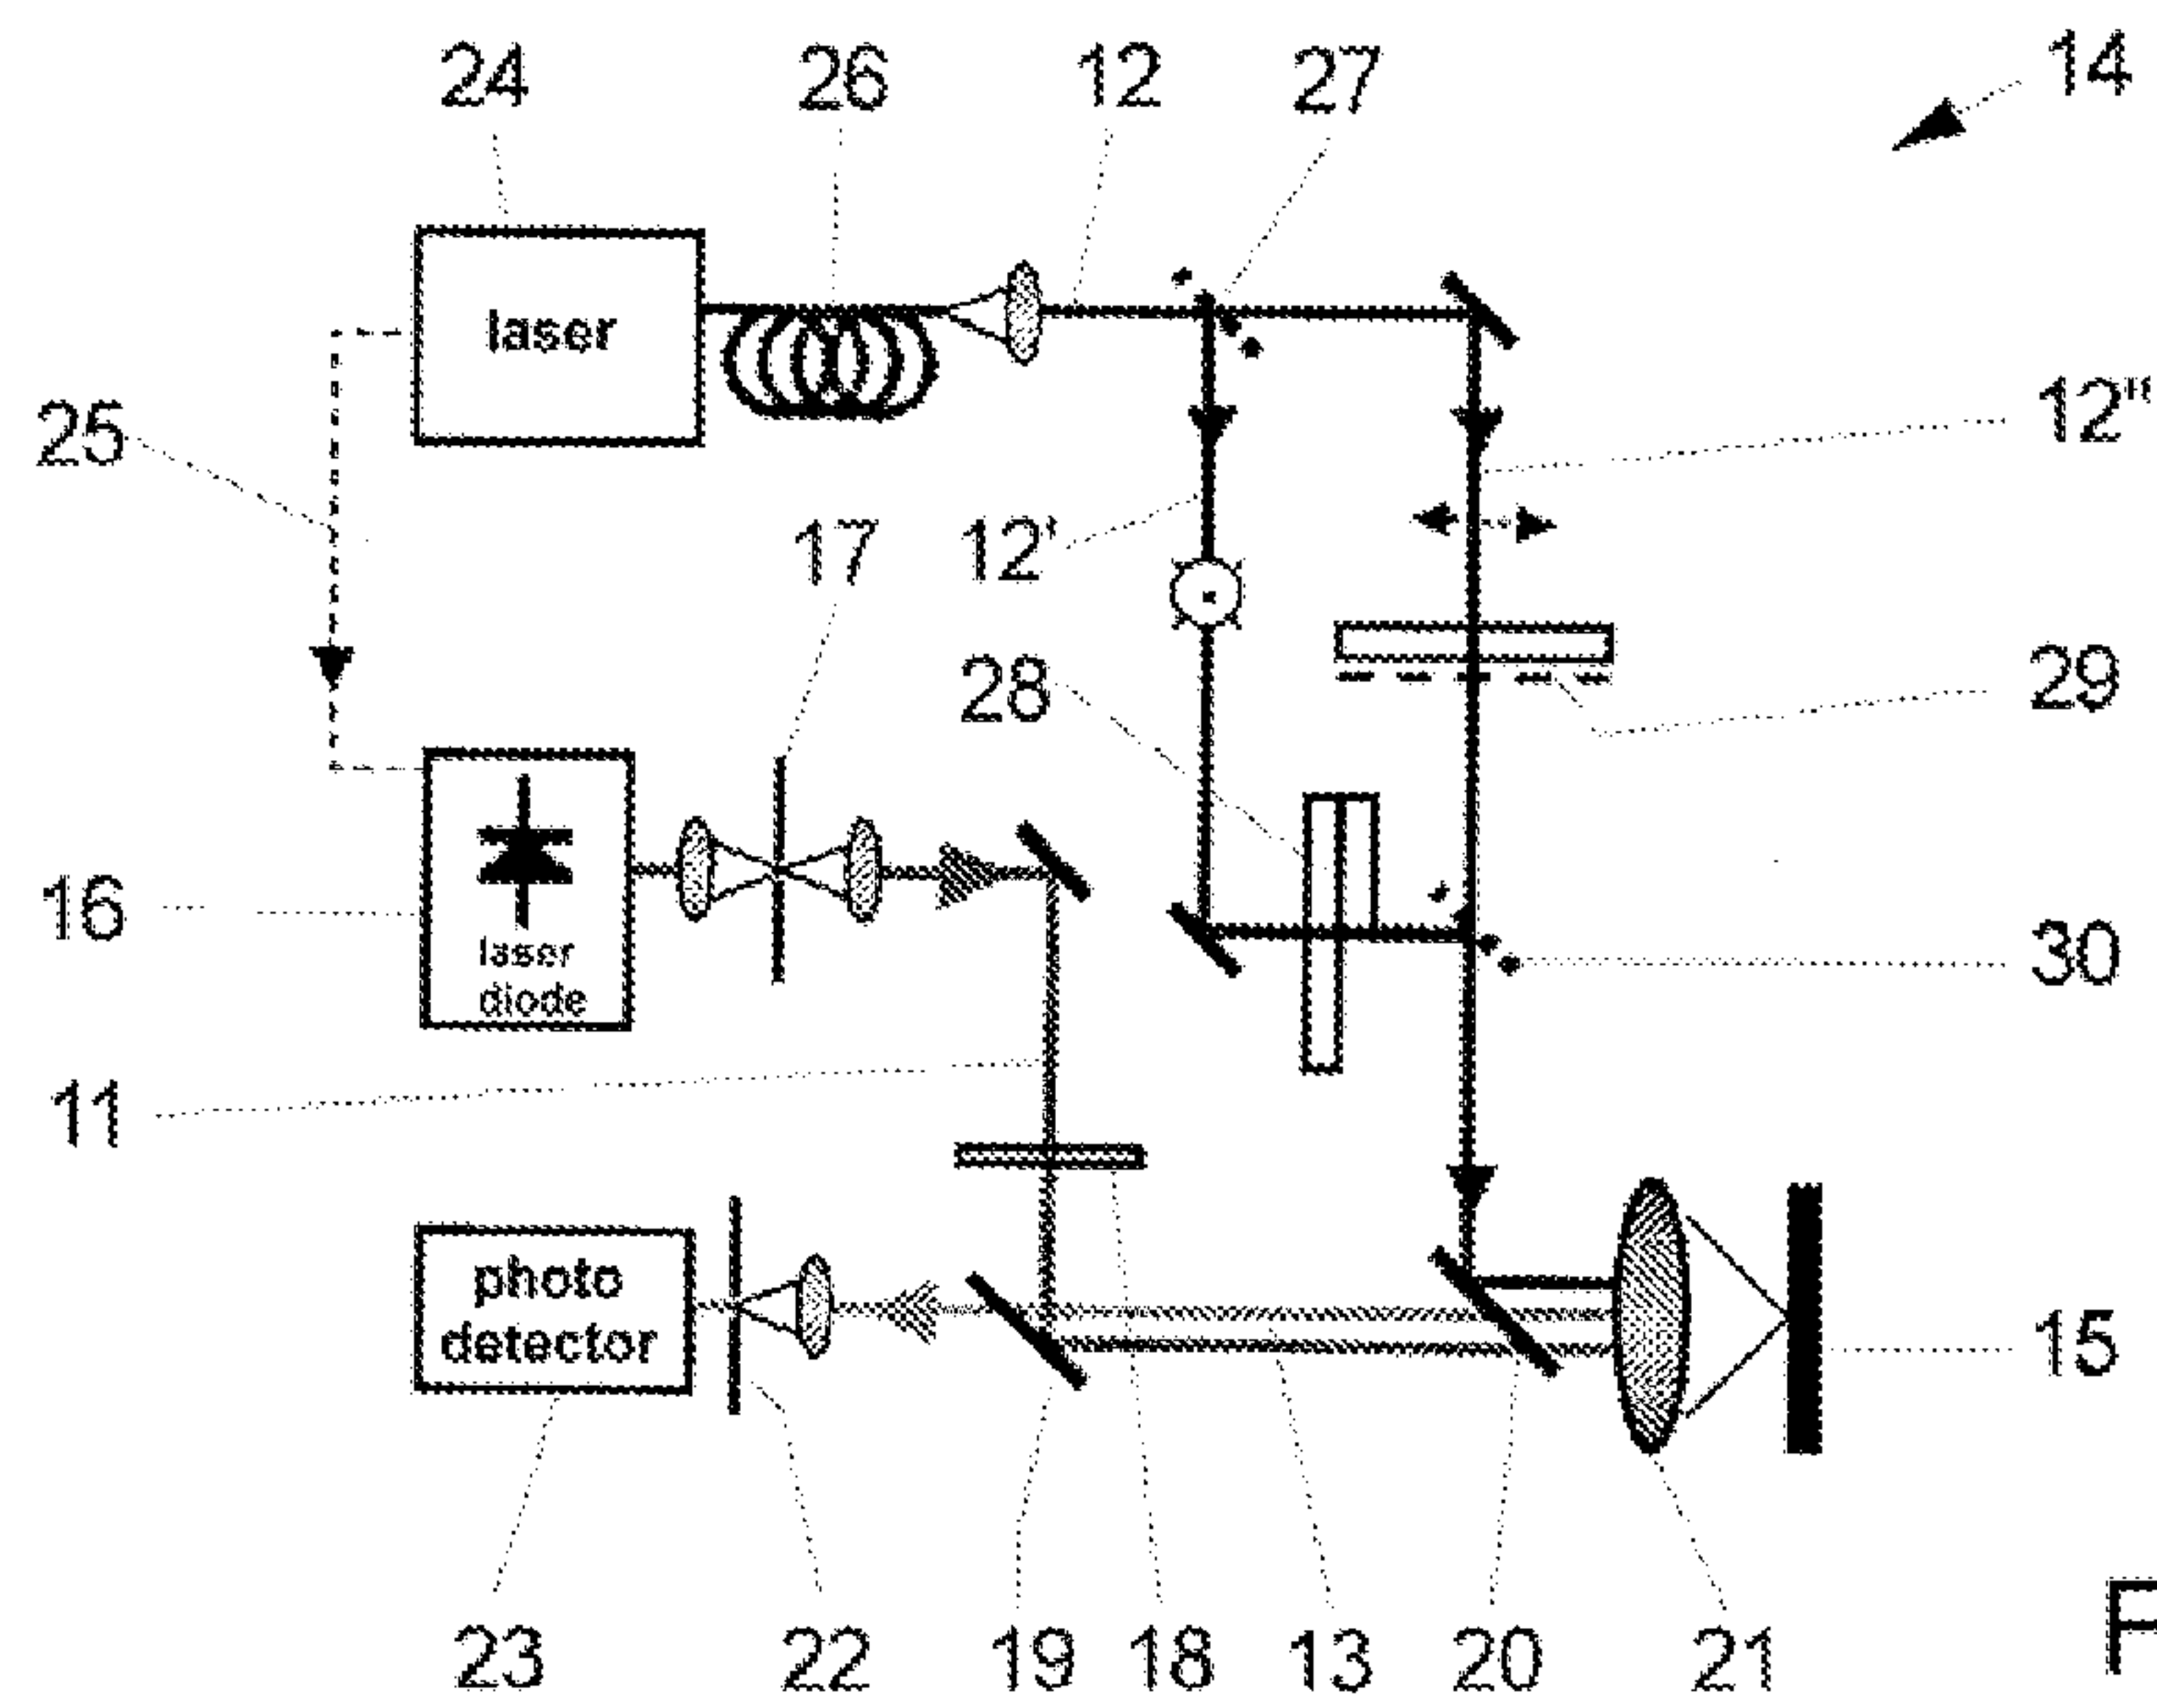 24 26 12 27 14
laser
25 12"
17 12'
28 29
laser
diode
16 30
11
photo
detector
15
23 22 19 18 13 20 21
F